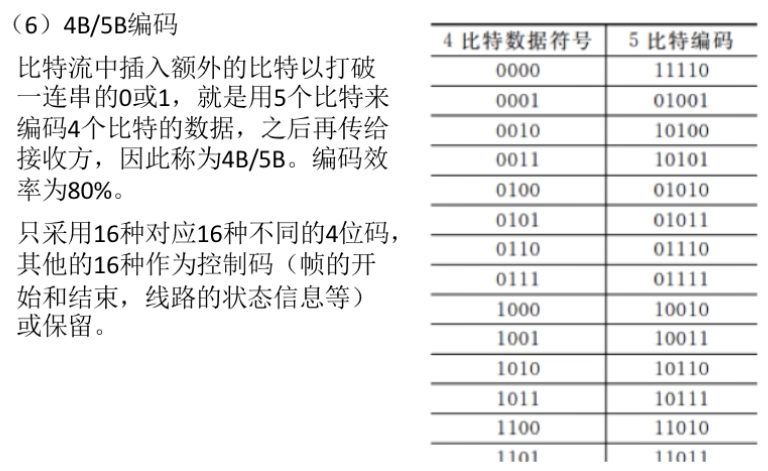 （6）4B/5B编码
比特流中插入额外的比特以打破
一连串的0或1，就是用5个比特来
编码4个比特的数据，之后再传给
接收方，因此称为4B/5B。编码效
率为80%。
只采用16种对应16种不同的4位码，
其他的16种作为控制码（帧的开
始和结束，线路的状态信息等）
或保留。
4 比特数据符号 5 比特编码
0000 11110
0001 01001
0010 10100
0011 10101
0100 01010
0101 01011
0110 01110
0111 01111
1000 10010
1001 10011
1010 10110
1011 10111
1100 11010
1101 11011